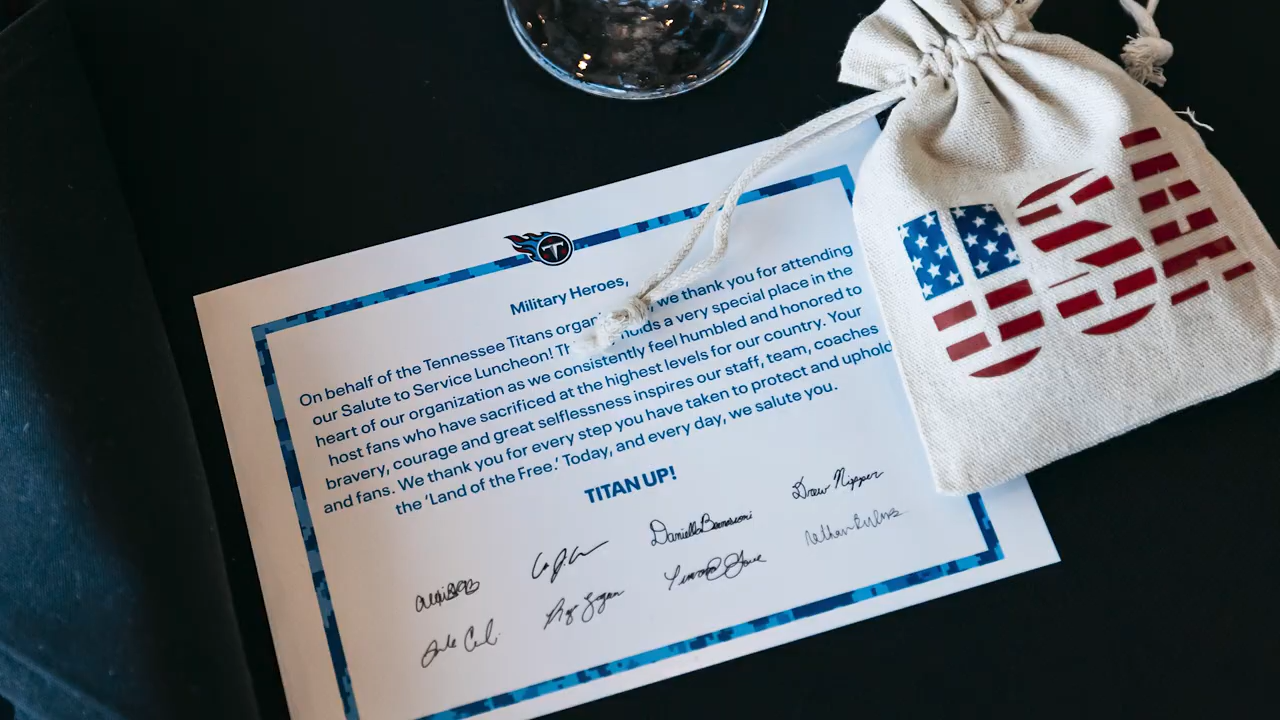 Military Heroes,
On behalf of the Tennessee Titans we thank you for attending
our Salute to Service Luncheon! holds a very special place in the
heart of our organization as we consistently feel humbled and honored to
host fans who have sacrificed at the highest levels for our country. Your
bravery, courage and great selflessness inspires our staff, team, coaches
and fans. We thank you for every step you have taken to protect and uphold
the ‘Land of the Free.’ Today, and every day, we salute you.
TITAN UP!
Danielle
Drew Nipper
Nathan
USA